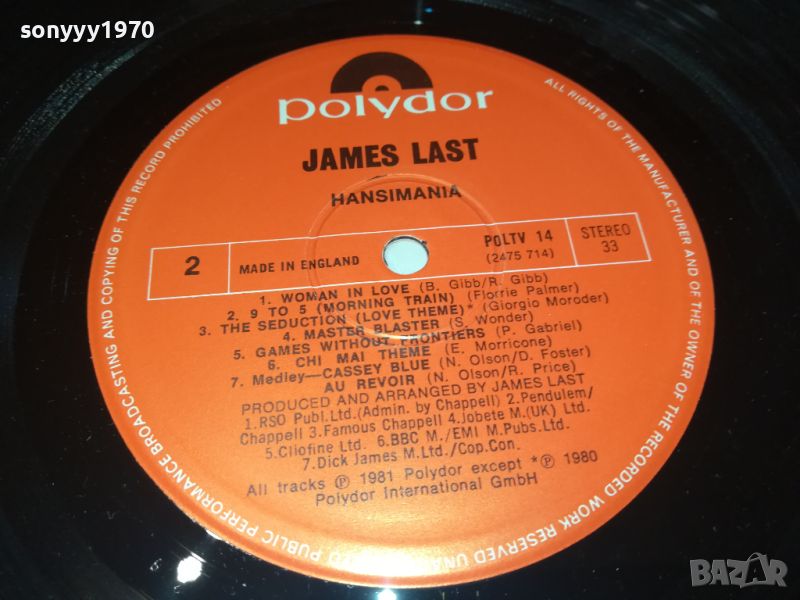 sonyyy1970
polydor
JAMES LAST
HANSIMANIA
2
MADE IN ENGLAND
POLTV 14
(2475 714)
STEREO
33
1. WOMAN IN LOVE (B. Gibb/R. Gibb)
2. 9 TO 5 (MORNING TRAIN) (Florrie Palmer)
3. THE SEDUCTION (LOVE THEME)* (Giorgio Moroder)
4. MASTER BLASTER (S. Wonder)
5. GAMES WITHOUT FRONTIERS (P. Gabriel)
6. CHI MAI THEME (E. Morricone)
7. Medley—CASSEY BLUE (N. Olson/D. Foster)
AU REVOIR (N. Olson/R. Price)
PRODUCED AND ARRANGED BY JAMES LAST
1.RSO Publ.Ltd.(Admin. by Chappell) 2.Pendulem/
Chappell 3.Famous Chappell 4.Jobete M.(UK) Ltd.
5.Cliofine Ltd. 6.BBC M./EMI M.Pubs.Ltd.
7.Dick James M.Ltd./Cop.Con.
All tracks ℗ 1981 Polydor except *℗ 1980
Polydor International GmbH
ALL RIGHTS OF THE MANUFACTURER AND OF THE OWNER OF THE RECORDED WORK RESERVED PUBLIC PERFORMANCE BROADCASTING AND COPYING OF THIS RECORD PROHIBITED
BAZAR